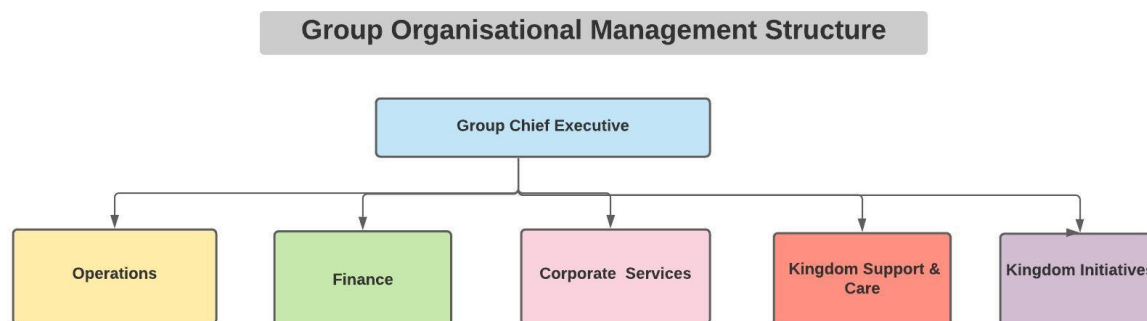 Group Organisational Management Structure
Group Chief Executive
Operations
Finance
Corporate Services
Kingdom Support &
Care
Kingdom Initiatives